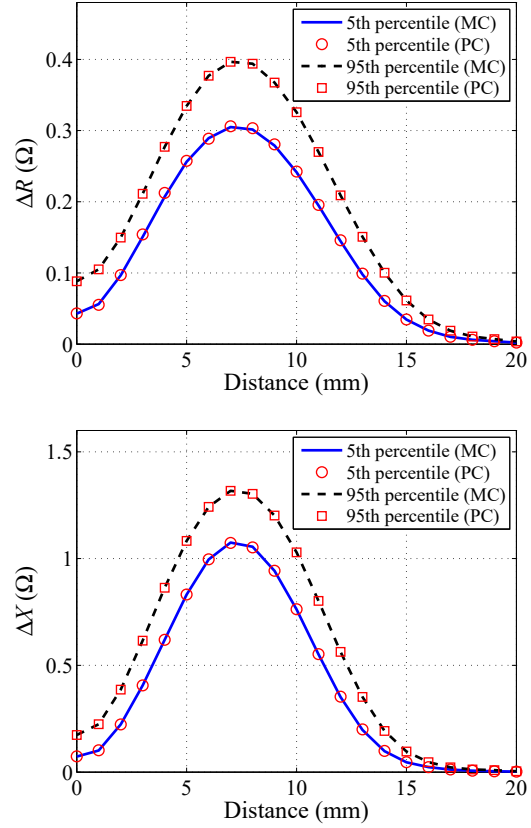 5th percentile (MC)
5th percentile (PC)
95th percentile (MC)
95th percentile (PC)
0.4
0.3
0.2
0.1
0
ΔR (Ω)
0 5 10 15 20
Distance (mm)
5th percentile (MC)
5th percentile (PC)
95th percentile (MC)
95th percentile (PC)
1.5
1
0.5
0
ΔX (Ω)
0 5 10 15 20
Distance (mm)